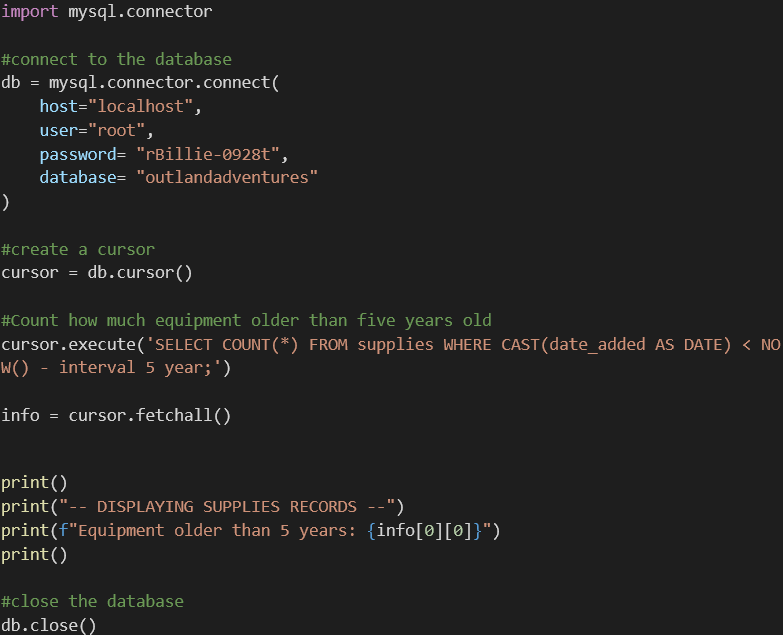 import mysql.connector
#connect to the database
db = mysql.connector.connect(
    host="localhost",
    user="root",
    password= "rBillie-0928t",
    database= "outlandadventures"
)
#create a cursor
cursor = db.cursor()
#Count how much equipment older than five years old
cursor.execute('SELECT COUNT(*) FROM supplies WHERE CAST(date_added AS DATE) < NO
W() - interval 5 year;')
info = cursor.fetchall()
print()
print("-- DISPLAYING SUPPLIES RECORDS --")
print(f"Equipment older than 5 years: {info[0][0]}")
print()
#close the database
db.close()